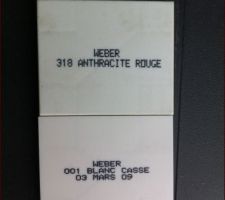 WEBER
318 ANTHRACITE ROUGE
WEBER
001 BLANC CASSE
03 MARS 09